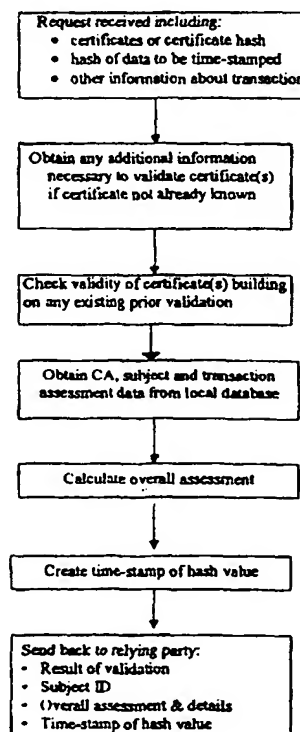 Request received including:
• certificates or certificate hash
• hash of data to be time-stamped
• other information about transaction
Obtain any additional information
necessary to validate certificate(s)
if certificate not already known
Check validity of certificate(s) building
on any existing prior validation
Obtain CA, subject and transaction
assessment data from local database
Calculate overall assessment
Create time-stamp of hash value
Send back to relying party:
• Result of validation
• Subject ID
• Overall assessment & details
• Time-stamp of hash value